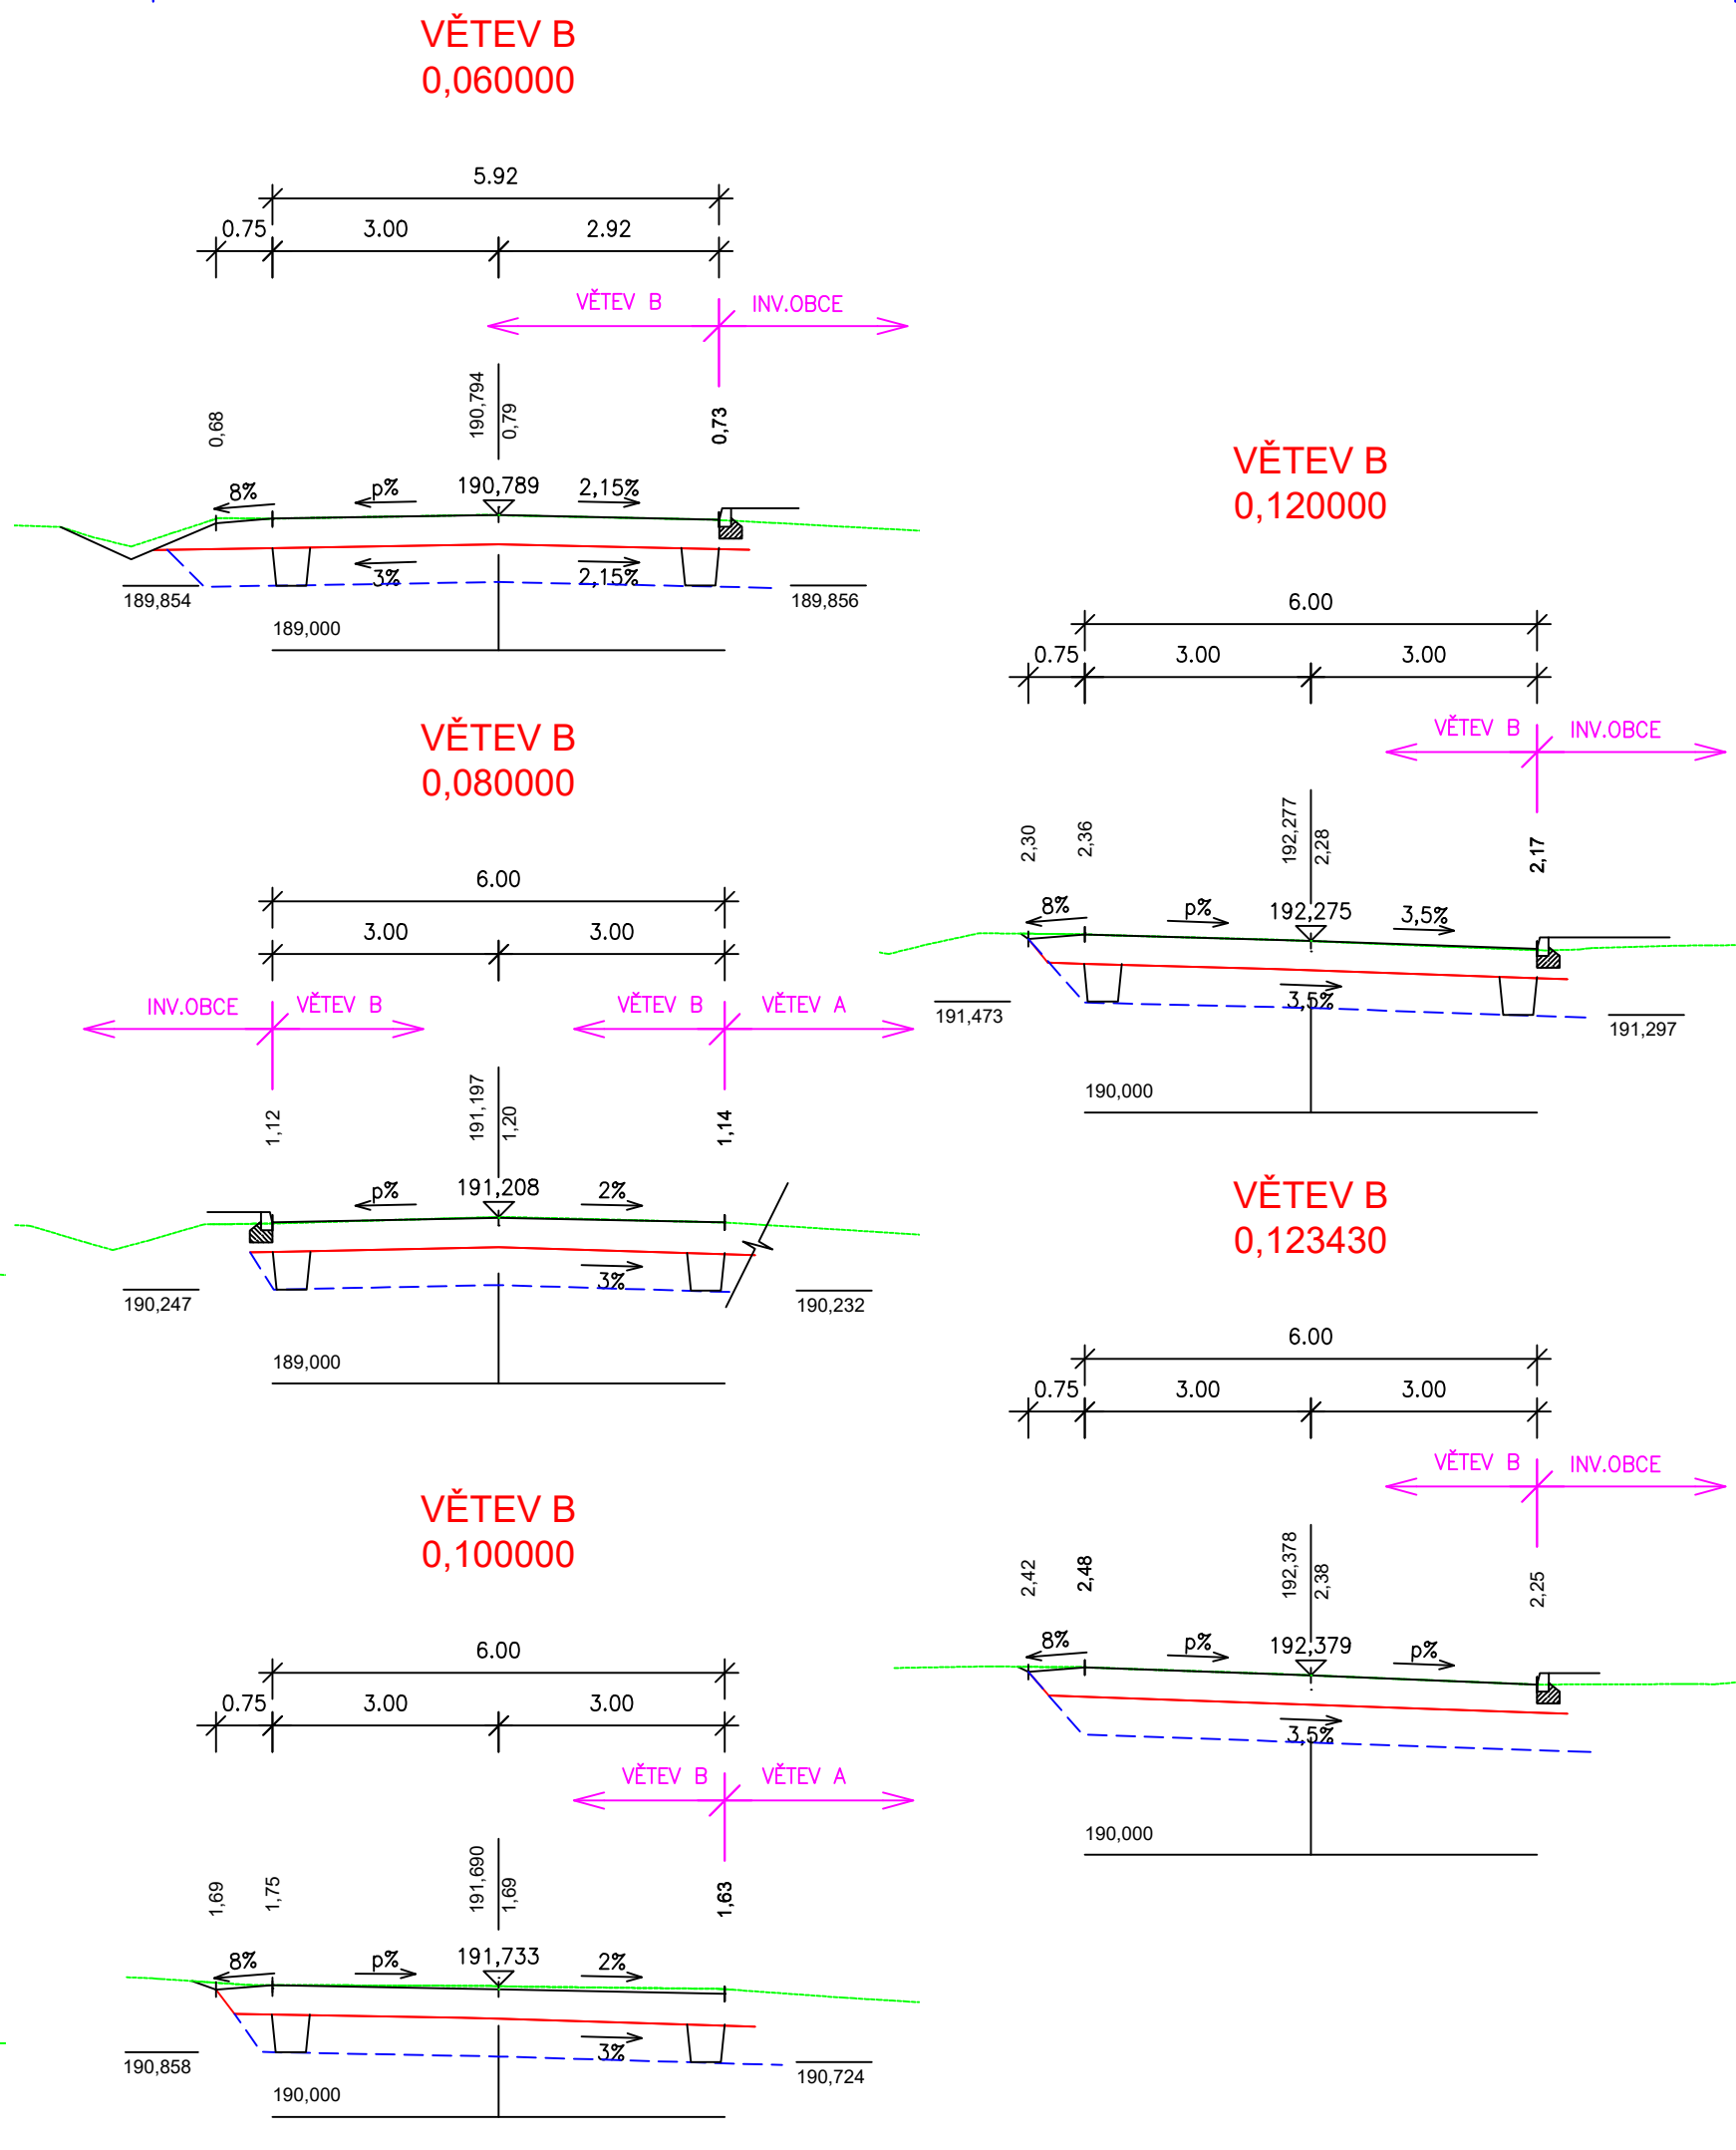 VĚTEV B
0,060000
5.92
0.75 3.00 2.92
VĚTEV B INV.OBCE
0,68 190,794 0,79 0,73
8% p% 190,789 2,15%
3% 2,15%
189,854 189,856
189,000
VĚTEV B
0,080000
6.00
3.00 3.00
INV.OBCE VĚTEV B VĚTEV B VĚTEV A
1,12 191,197 1,20 1,14
p% 191,208 2%
3%
190,247 190,232
189,000
VĚTEV B
0,100000
6.00
0.75 3.00 3.00
VĚTEV B VĚTEV A
1,69 1,75 191,690 1,69 1,63
8% p% 191,733 2%
3%
190,858 190,724
190,000
VĚTEV B
0,120000
6.00
0.75 3.00 3.00
VĚTEV B INV.OBCE
2,30 2,36 192,277 2,28 2,17
8% p% 192,275 3,5%
3,5%
191,473 191,297
190,000
VĚTEV B
0,123430
6.00
0.75 3.00 3.00
VĚTEV B INV.OBCE
2,42 2,48 192,378 2,38 2,25
8% p% 192,379 p%
3,5%
190,000